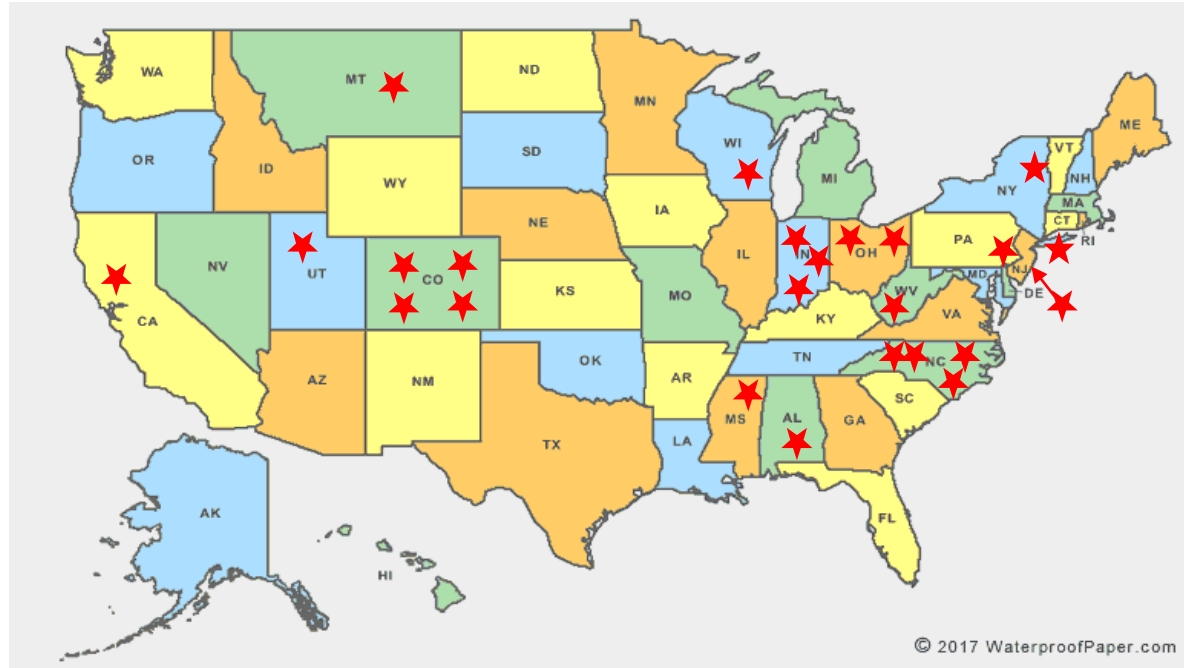 WA
MT
ND
MN
ME
OR
ID
SD
WI
VT
NH
NY
MA
CT
RI
WY
MI
IA
NE
PA
NJ
NV
UT
CO
IL
IN
OH
MD
DE
WV
VA
CA
KS
MO
KY
AZ
NM
OK
TN
NC
AR
SC
TX
MS
AL
GA
LA
AK
FL
HI
© 2017 WaterproofPaper.com